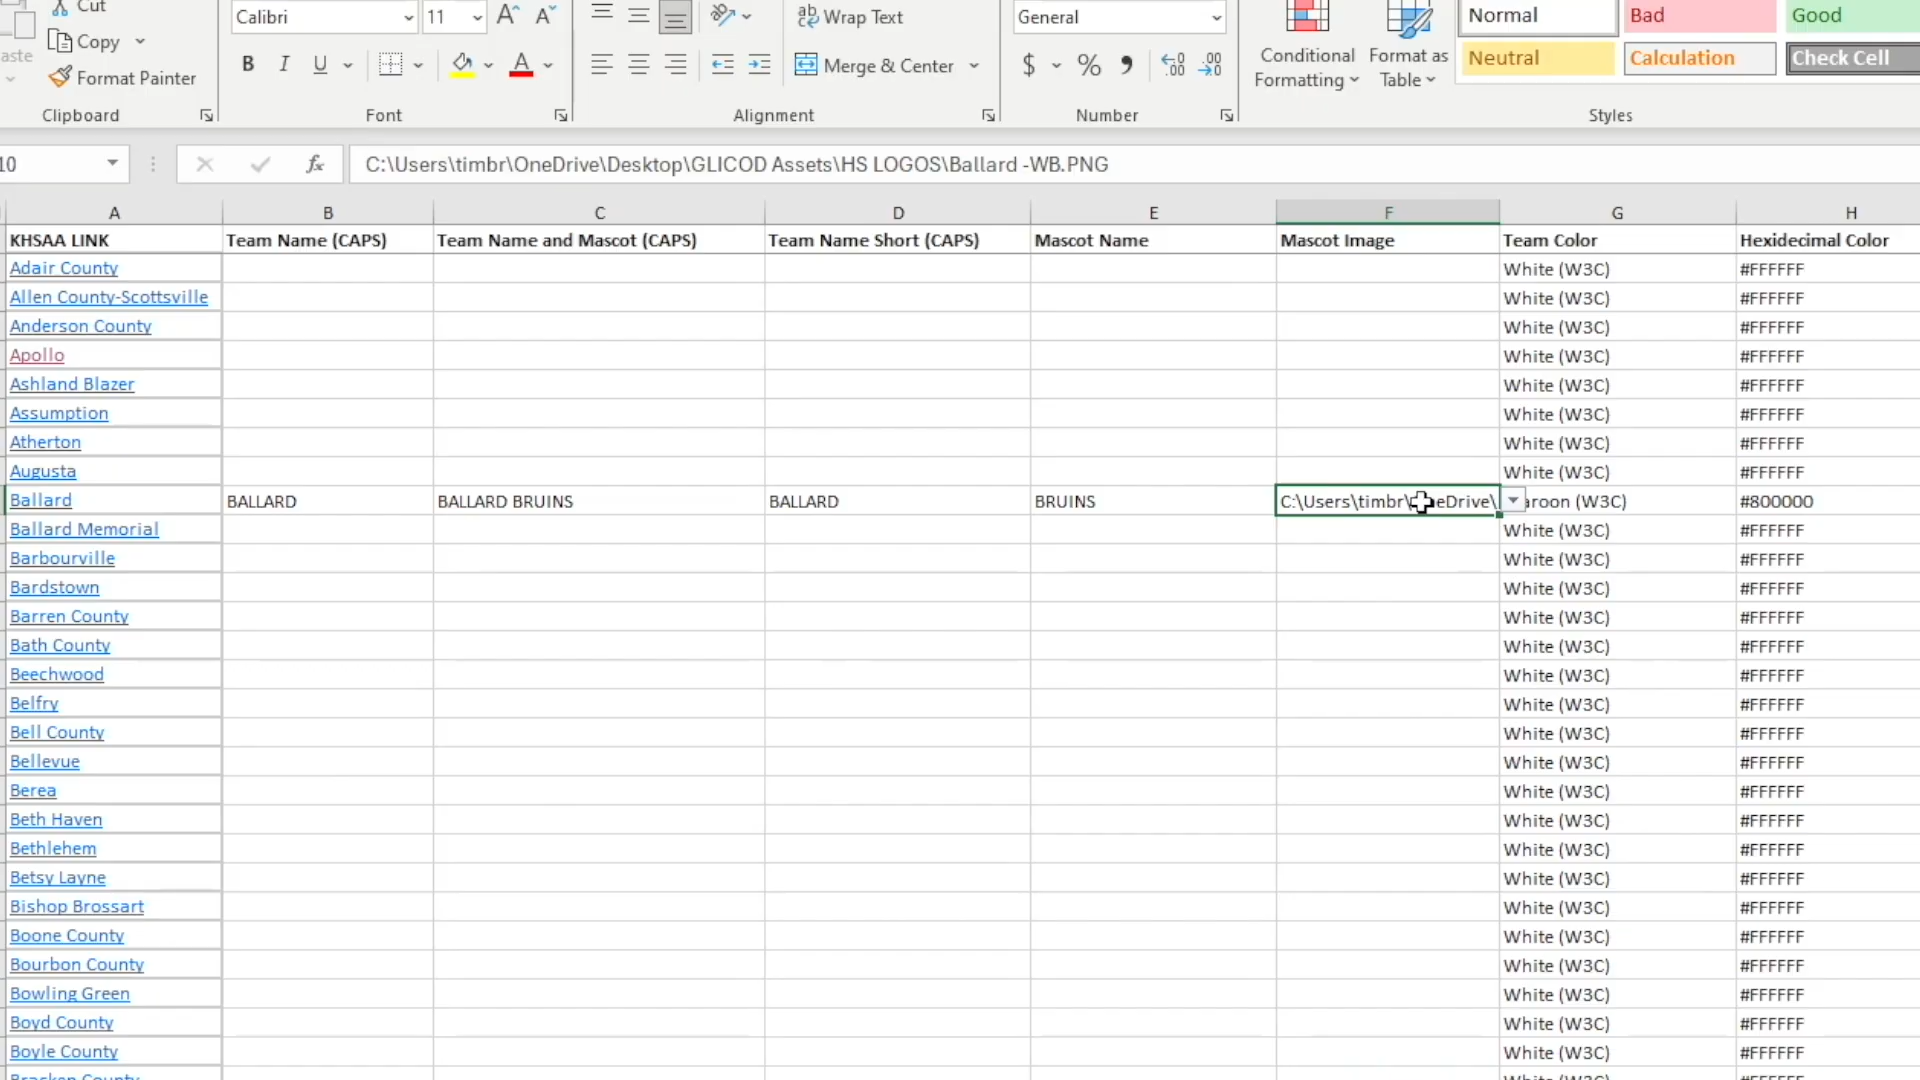 Cut
Calibri 11 ab Wrap Text General Normal Bad Good
Copy
Format Painter B I U A Merge & Center $ % Conditional Formatting Format as Table Neutral Calculation Check Cell
Clipboard Font Alignment Number Styles
10 fx C:\Users\timbr\OneDrive\Desktop\GLICOD Assets\HS LOGOS\Ballard -WB.PNG
A B C D E F G H
KHSAA LINK Team Name (CAPS) Team Name and Mascot (CAPS) Team Name Short (CAPS) Mascot Name Mascot Image Team Color Hexidecimal Color
Adair County White (W3C) #FFFFFF
Allen County-Scottsville White (W3C) #FFFFFF
Anderson County White (W3C) #FFFFFF
Apollo White (W3C) #FFFFFF
Ashland Blazer White (W3C) #FFFFFF
Assumption White (W3C) #FFFFFF
Atherton White (W3C) #FFFFFF
Augusta White (W3C) #FFFFFF
Ballard BALLARD BALLARD BRUINS BALLARD BRUINS C:\Users\timbr\OneDrive\ aroon (W3C) #800000
Ballard Memorial White (W3C) #FFFFFF
Barbourville White (W3C) #FFFFFF
Bardstown White (W3C) #FFFFFF
Barren County White (W3C) #FFFFFF
Bath County White (W3C) #FFFFFF
Beechwood White (W3C) #FFFFFF
Belfry White (W3C) #FFFFFF
Bell County White (W3C) #FFFFFF
Bellevue White (W3C) #FFFFFF
Berea White (W3C) #FFFFFF
Beth Haven White (W3C) #FFFFFF
Bethlehem White (W3C) #FFFFFF
Betsy Layne White (W3C) #FFFFFF
Bishop Brossart White (W3C) #FFFFFF
Boone County White (W3C) #FFFFFF
Bourbon County White (W3C) #FFFFFF
Bowling Green White (W3C) #FFFFFF
Boyd County White (W3C) #FFFFFF
Boyle County White (W3C) #FFFFFF